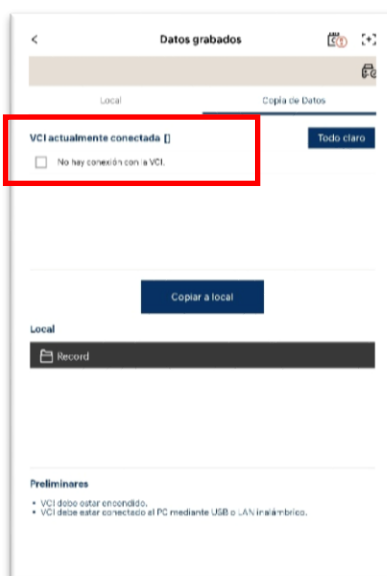 Datos grabados
Local Copia de Datos
VCI actualmente conectada []
Todo claro
No hay conexión con la VCI.
Copiar a local
Local
Record
Preliminares
• VCI debe estar encendido.
• VCI debe estar conectado al PC mediante USB o LAN inalámbrico.